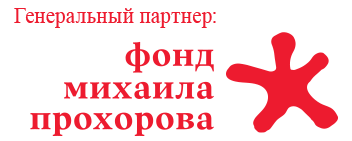 Генеральный партнер:
фонд
михаила
прохорова